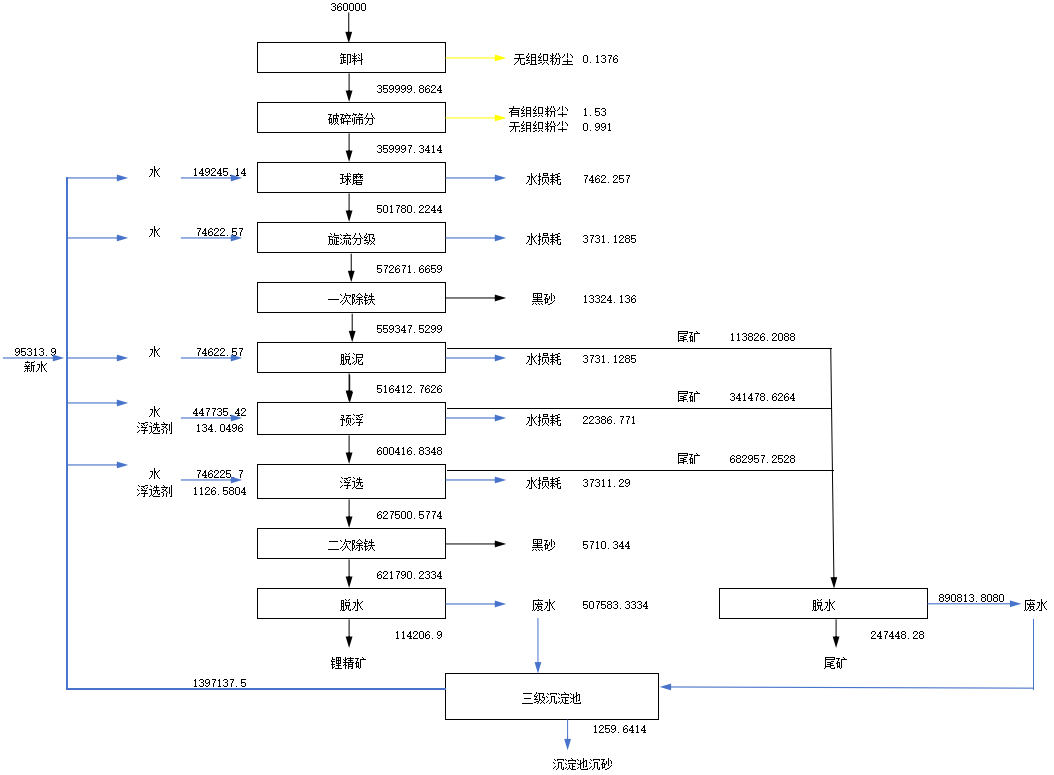 360000
卸料
无组织粉尘 0.1376
359999.8624
破碎筛分
有组织粉尘 1.53
无组织粉尘 0.991
359997.3414
水 149245.14
球磨
水损耗 7462.257
501780.2244
水 74622.57
旋流分级
水损耗 3731.1285
572671.6659
一次除铁
黑砂 13324.136
559347.5299
尾矿 113826.2088
95313.9
新水
水 74622.57
脱泥
水损耗 3731.1285
516412.7626
尾矿 341478.6264
水 447735.42
浮选剂 134.0496
预浮
水损耗 22386.771
600416.8348
尾矿 682957.2528
水 746225.7
浮选剂 1126.5804
浮选
水损耗 37311.29
627500.5774
二次除铁
黑砂 5710.344
621790.2334
脱水
废水 507583.3334
脱水
890813.8080
废水
114206.9
247448.28
锂精矿
尾矿
1397137.5
三级沉淀池
1259.6414
沉淀池沉砂